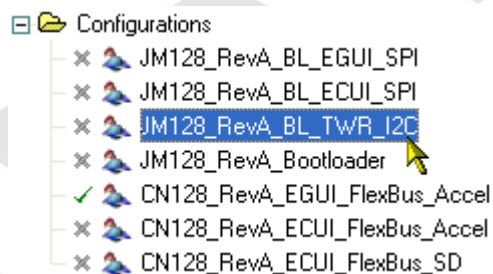 Configurations
JM128_RevA_BL_EGUI_SPI
JM128_RevA_BL_ECUI_SPI
JM128_RevA_BL_TWR_I2C
JM128_RevA_Bootloader
CN128_RevA_EGUI_FlexBus_Accel
CN128_RevA_ECUI_FlexBus_Accel
CN128_RevA_ECUI_FlexBus_SD